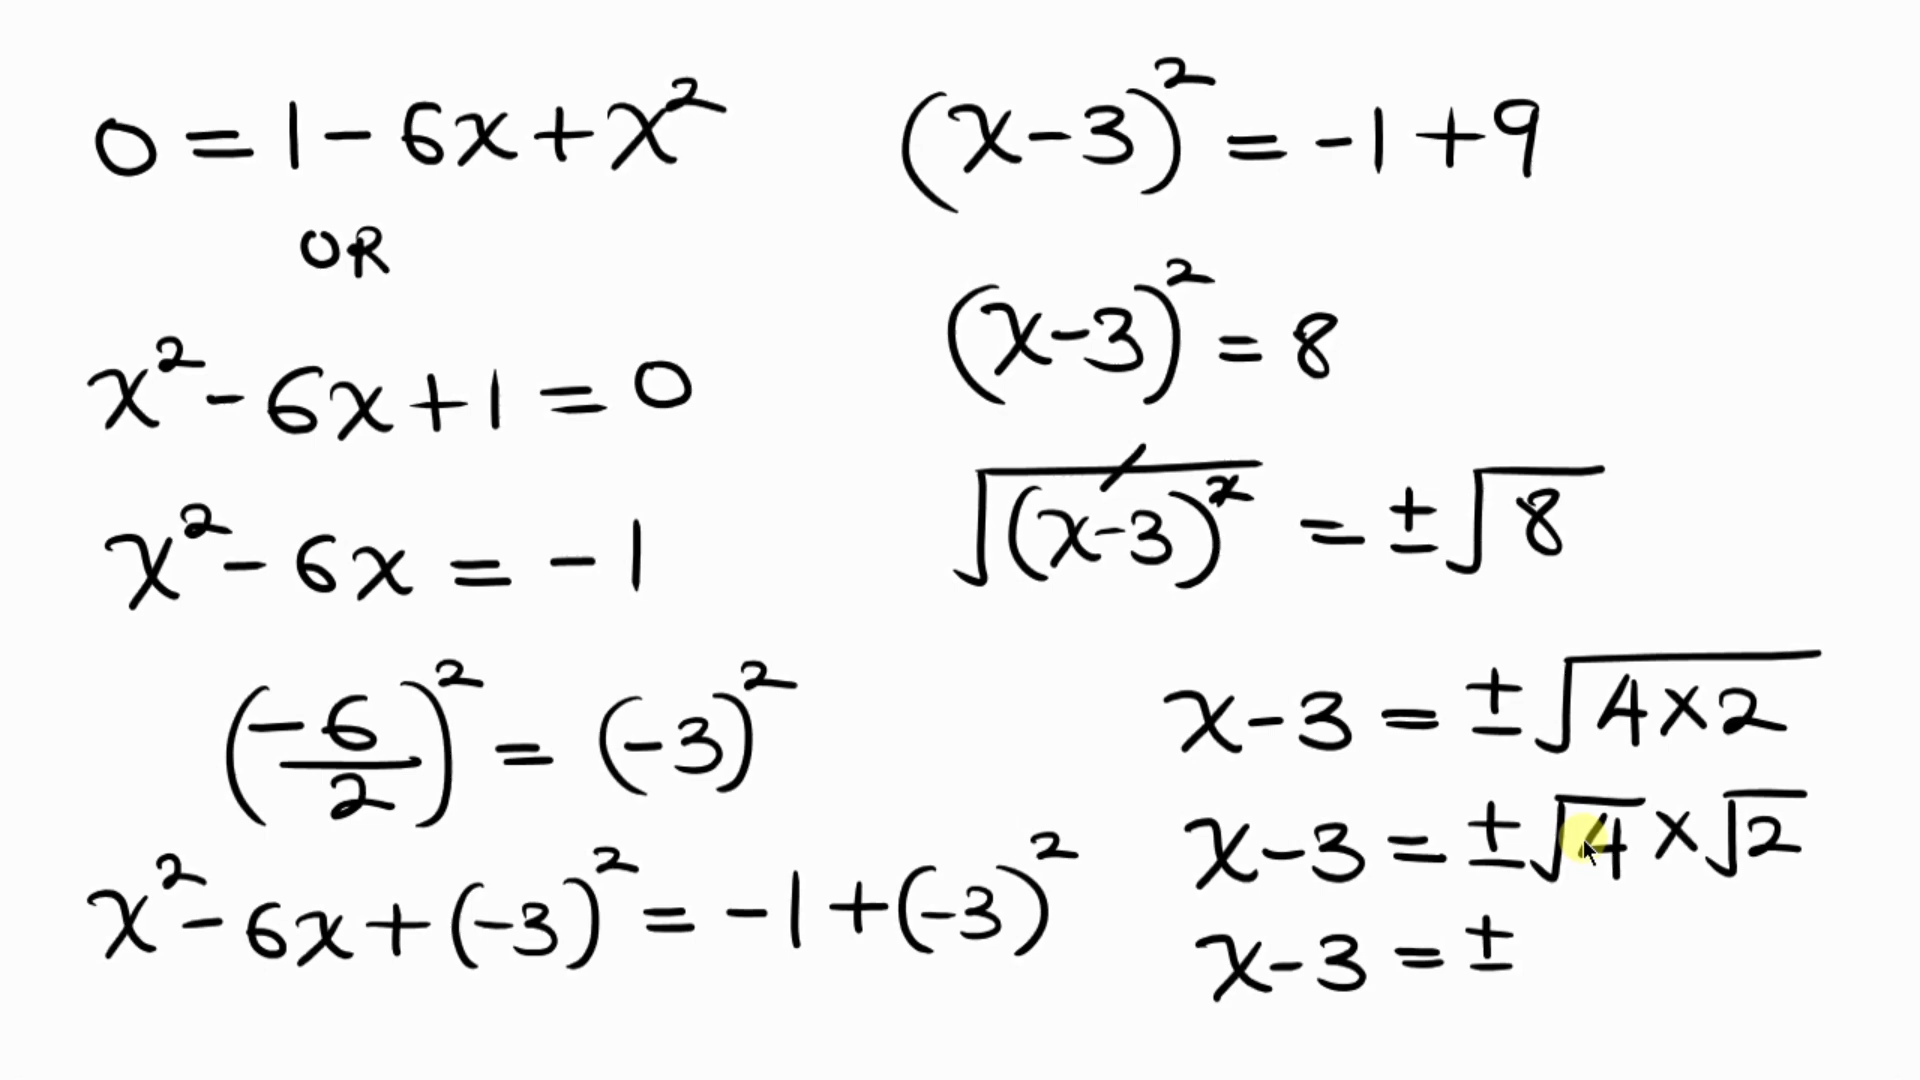 0 = 1 - 6x + x²
OR
x² - 6x + 1 = 0
x² - 6x = -1
(-6/2)² = (-3)²
x² - 6x + (-3)² = -1 + (-3)²
(x-3)² = -1 + 9
(x-3)² = 8
√(x-3)² = ±√8
x-3 = ±√4×2
x-3 = ±√4 × √2
x-3 = ±